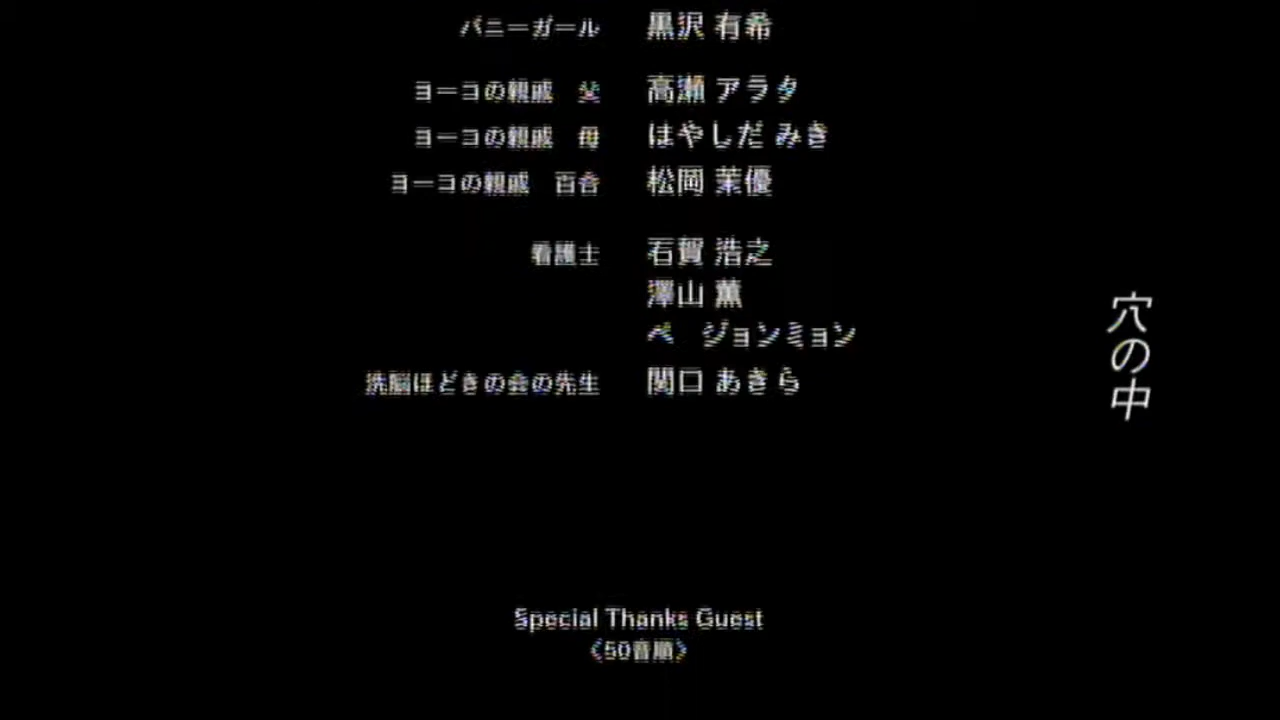 バニーガール 黒沢 有希
ヨーコの親戚 父 高瀬 アラタ
ヨーコの親戚 母 はやしだ みき
ヨーコの親戚 百合 松岡 茉優
看護士 石賀 浩之
澤山 薫
ペ ジョンミョン
洗脳ほどきの会の先生 関口 あきら
穴の中
Special Thanks Guest
《50音順》